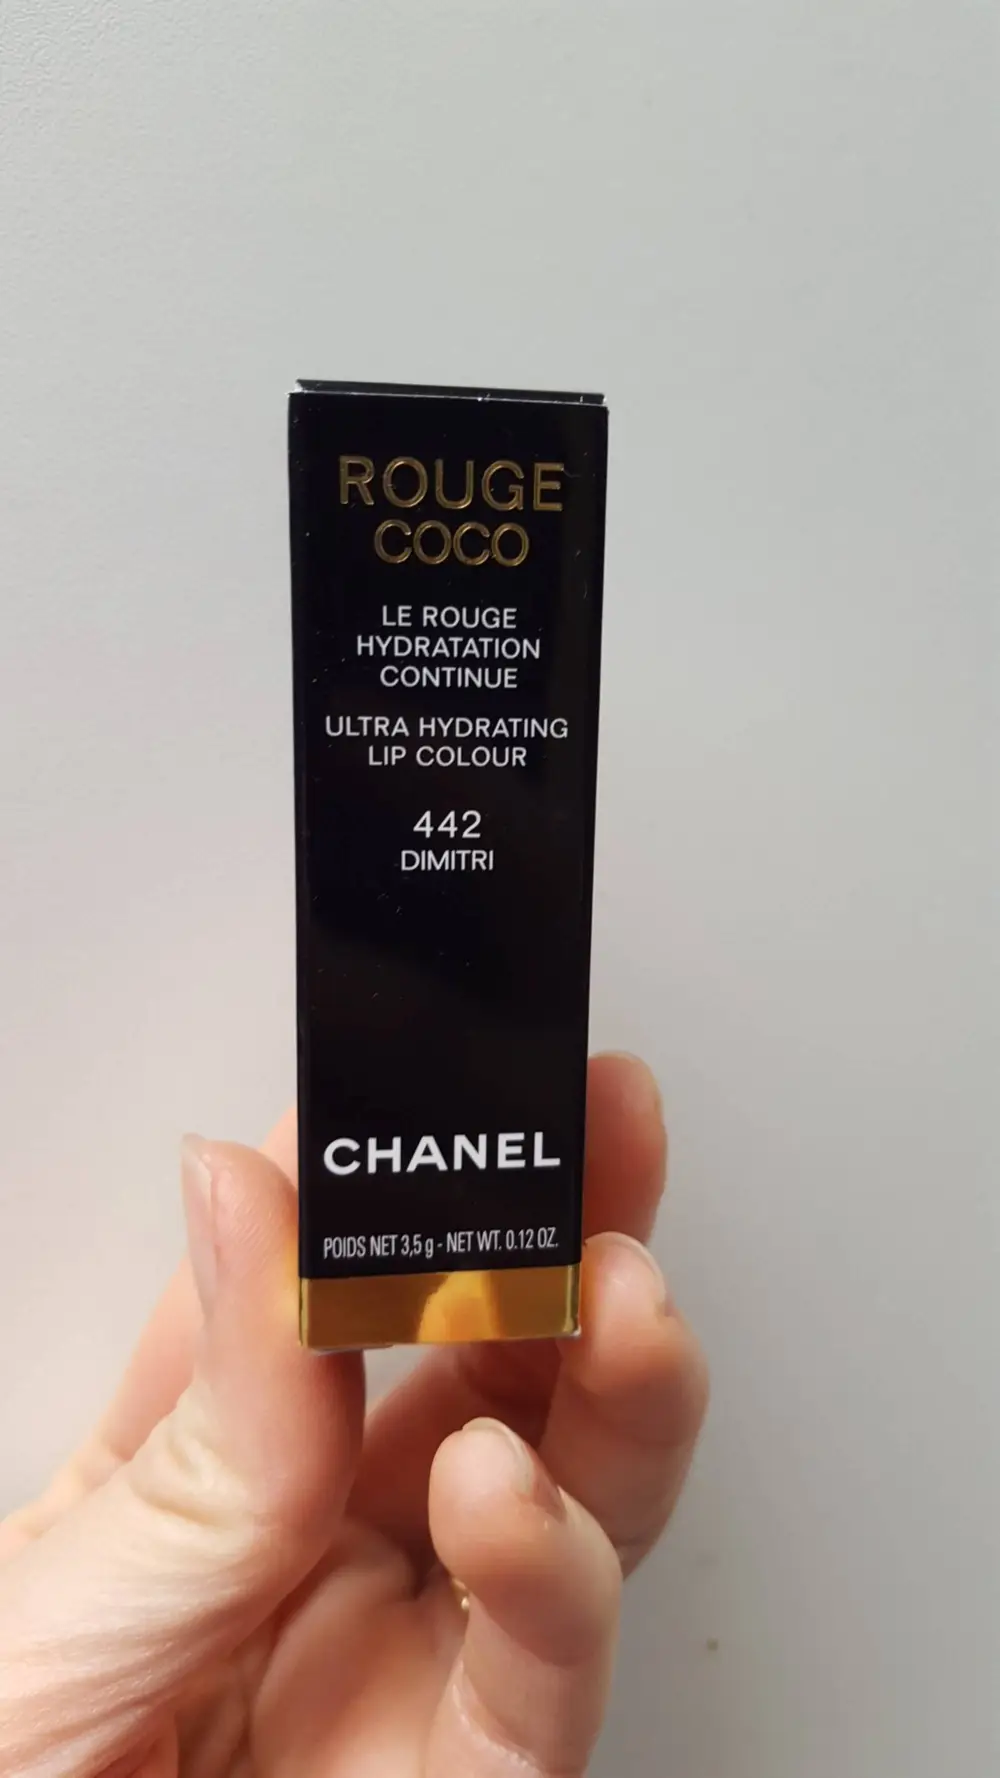 ROUGE
COCO
LE ROUGE
HYDRATATION
CONTINUE
ULTRA HYDRATING
LIP COLOUR
442
DIMITRI
CHANEL
POIDS NET 3,5 g - NET WT. 0.12 OZ.